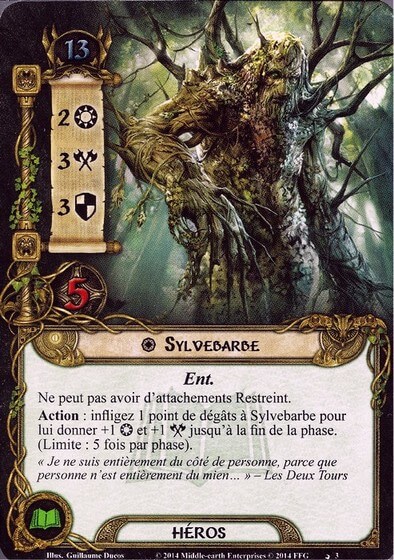 13
2
3
3
5
SYLVEBARBE
Ent.
Ne peut pas avoir d'attachements Restreint.
Action : infligez 1 point de dégâts à Sylvebarbe pour
lui donner +1 et +1 jusqu'à la fin de la phase.
(Limite : 5 fois par phase).
« Je ne suis entièrement du côté de personne, parce que
personne n'est entièrement du mien… » – Les Deux Tours
HÉROS
Illus. Guillaume Ducos © 2014 Middle-earth Enterprises © 2014 FFG 3